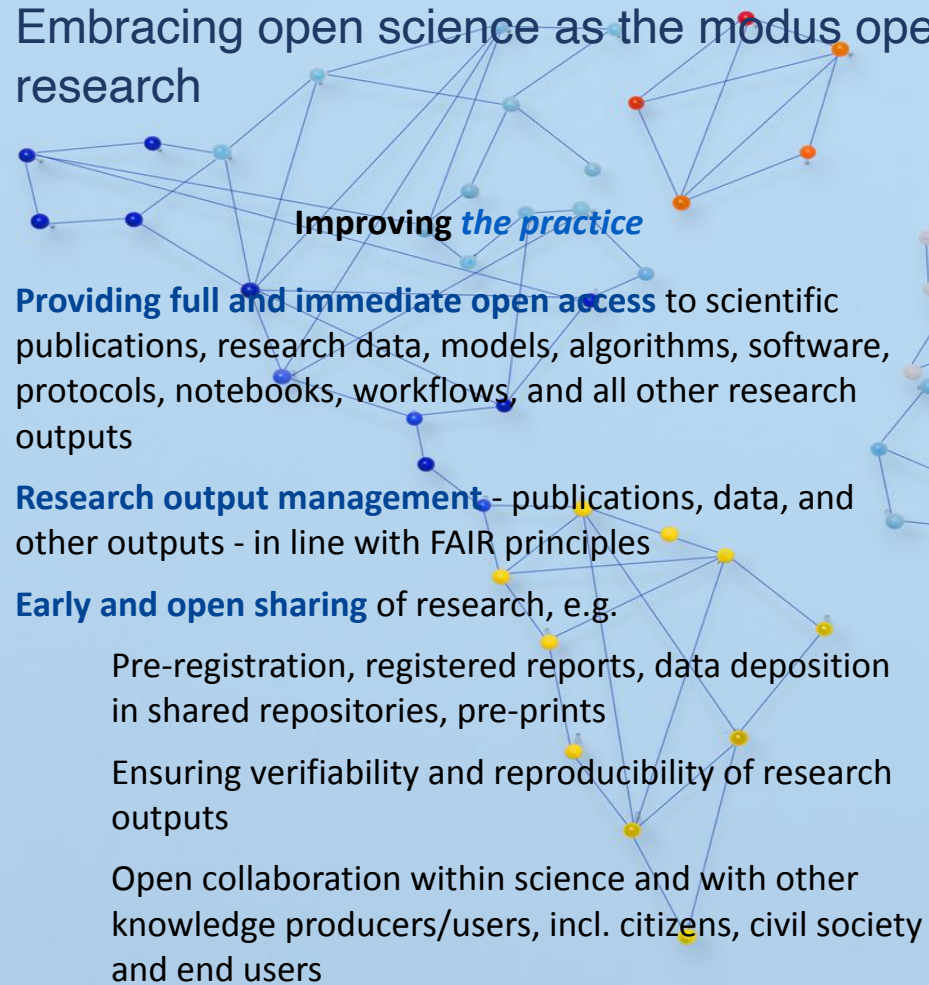 Embracing open science as the modus ope
research
Improving the practice
Providing full and immediate open access to scientific
publications, research data, models, algorithms, software,
protocols, notebooks, workflows, and all other research
outputs
Research output management - publications, data, and
other outputs - in line with FAIR principles
Early and open sharing of research, e.g.
Pre-registration, registered reports, data deposition
in shared repositories, pre-prints
Ensuring verifiability and reproducibility of research
outputs
Open collaboration within science and with other
knowledge producers/users, incl. citizens, civil society
and end users